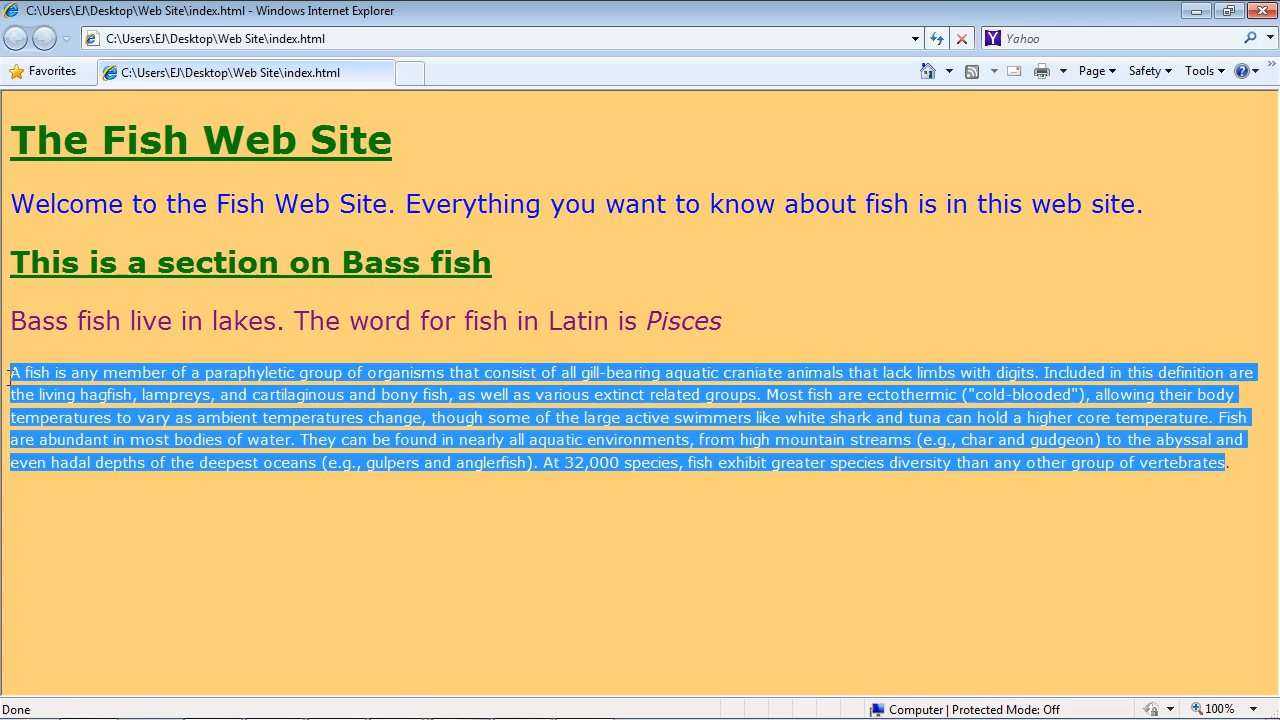 C:\Users\EJ\Desktop\Web Site\index.html - Windows Internet Explorer
C:\Users\EJ\Desktop\Web Site\index.html
Yahoo
Favorites
C:\Users\EJ\Desktop\Web Site\index.html
Page
Safety
Tools
The Fish Web Site
Welcome to the Fish Web Site. Everything you want to know about fish is in this web site.
This is a section on Bass fish
Bass fish live in lakes. The word for fish in Latin is Pisces
A fish is any member of a paraphyletic group of organisms that consist of all gill-bearing aquatic craniate animals that lack limbs with digits. Included in this definition are
the living hagfish, lampreys, and cartilaginous and bony fish, as well as various extinct related groups. Most fish are ectothermic ("cold-blooded"), allowing their body
temperatures to vary as ambient temperatures change, though some of the large active swimmers like white shark and tuna can hold a higher core temperature. Fish
are abundant in most bodies of water. They can be found in nearly all aquatic environments, from high mountain streams (e.g., char and gudgeon) to the abyssal and
even hadal depths of the deepest oceans (e.g., gulpers and anglerfish). At 32,000 species, fish exhibit greater species diversity than any other group of vertebrates.
Done
Computer | Protected Mode: Off
100%